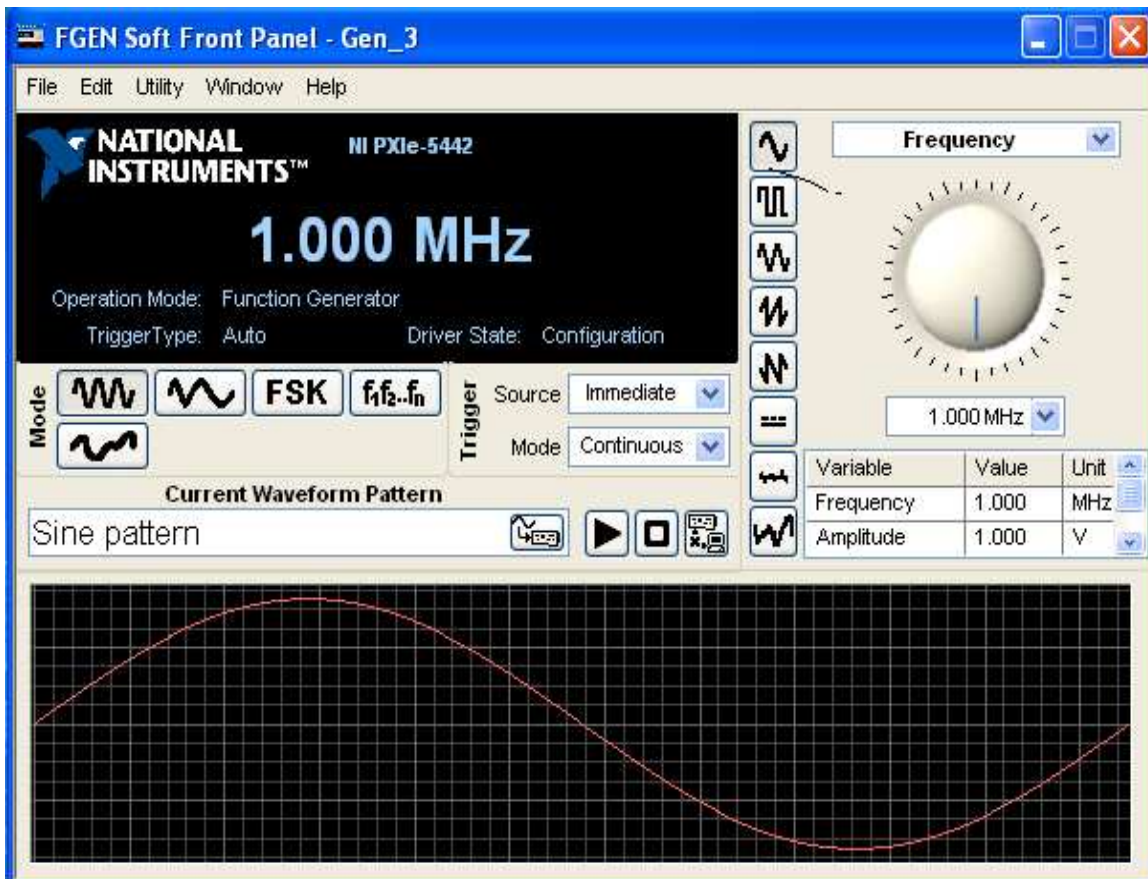 FGEN Soft Front Panel - Gen_3
File Edit Utility Window Help
NATIONAL
INSTRUMENTS™
NI PXIe-5442
1.000 MHz
Operation Mode: Function Generator
TriggerType: Auto Driver State: Configuration
Frequency
1.000 MHz
Mode
FSK
f1f2..fn
Trigger
Source Immediate
Mode Continuous
Variable Value Unit
Frequency 1.000 MHz
Amplitude 1.000 V
Current Waveform Pattern
Sine pattern